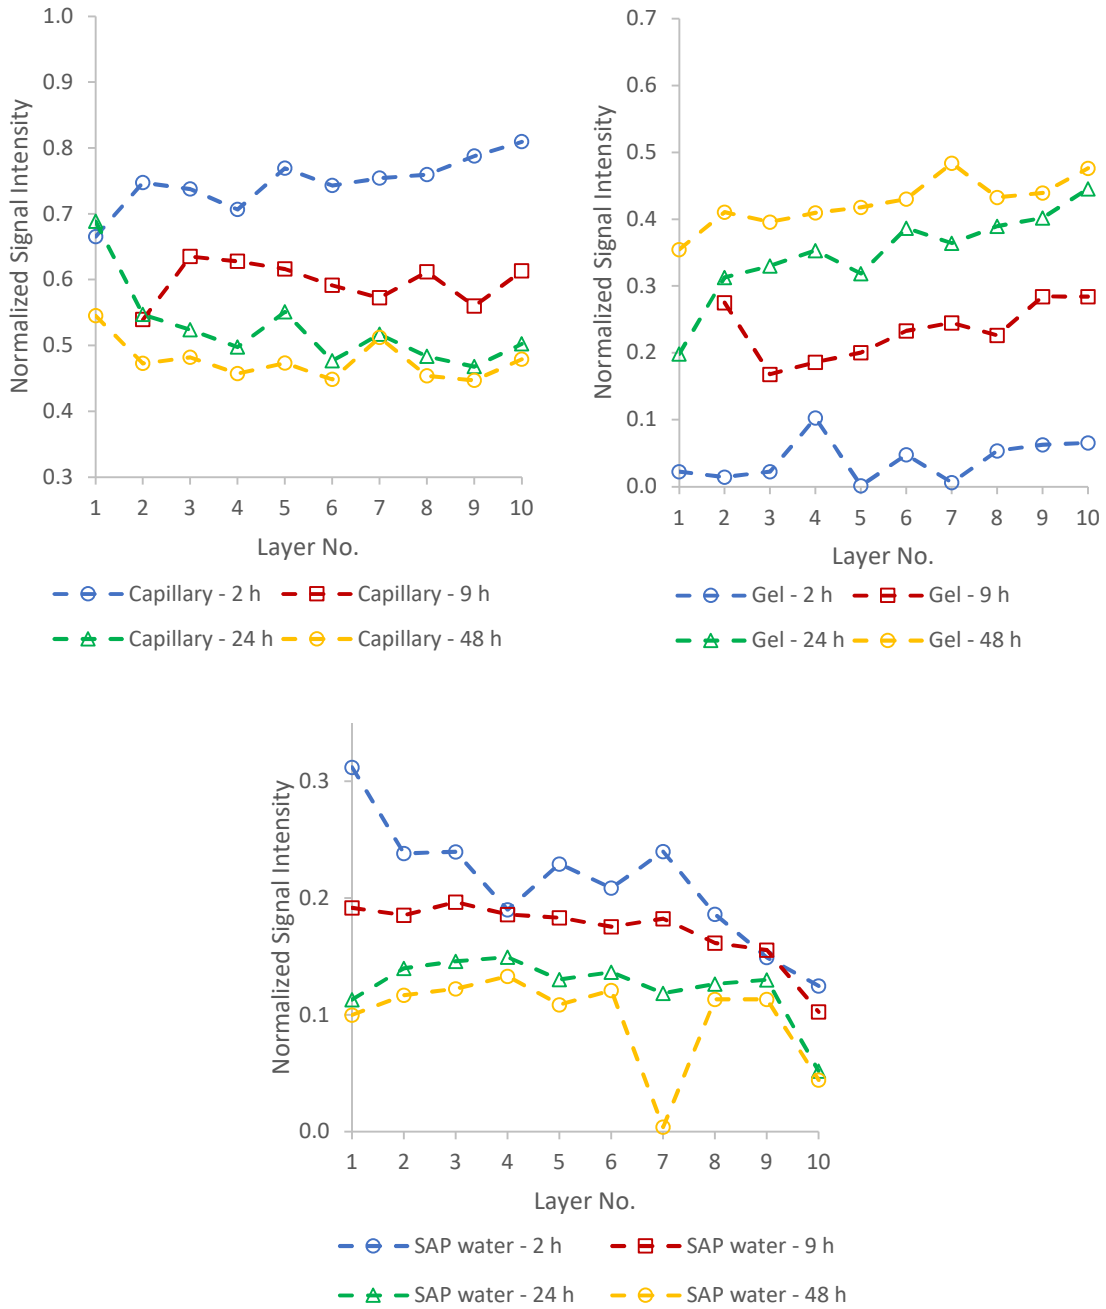 Normalized Signal Intensity
1.0
0.9
0.8
0.7
0.6
0.5
0.4
0.3
1 2 3 4 5 6 7 8 9 10
Layer No.
Capillary - 2 h Capillary - 9 h
Capillary - 24 h Capillary - 48 h
Normalized Signal Intensity
0.7
0.6
0.5
0.4
0.3
0.2
0.1
0.0
1 2 3 4 5 6 7 8 9 10
Layer No.
Gel - 2 h Gel - 9 h
Gel - 24 h Gel - 48 h
Normalized Signal Intensity
0.3
0.2
0.1
0.0
1 2 3 4 5 6 7 8 9 10
Layer No.
SAP water - 2 h SAP water - 9 h
SAP water - 24 h SAP water - 48 h